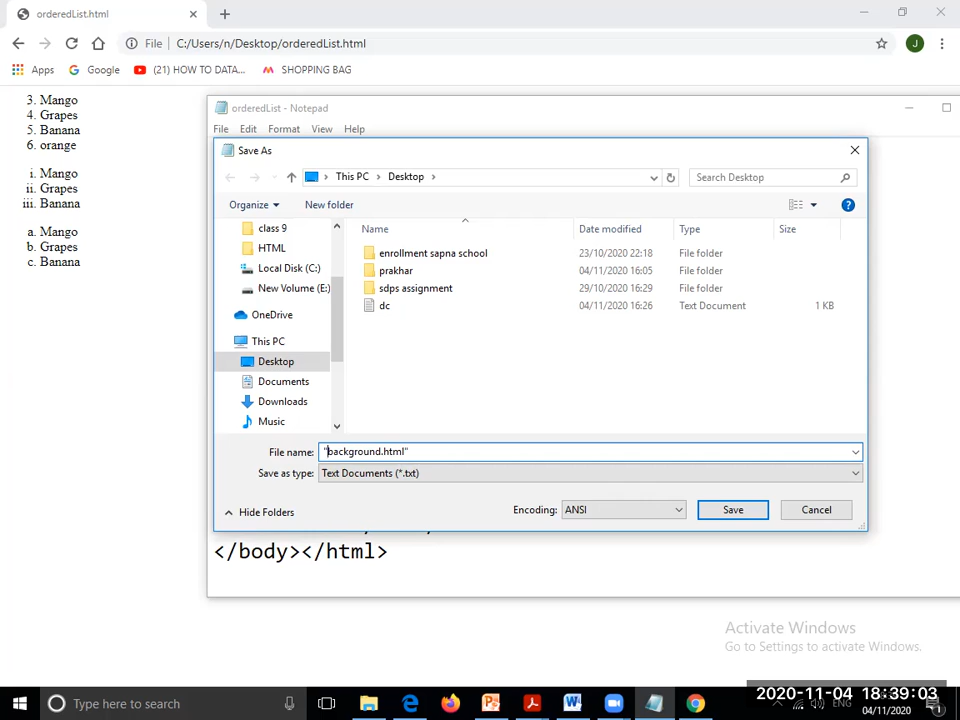 orderedList.html
File
C:/Users/n/Desktop/orderedList.html
J
Apps
Google
(21) HOW TO DATA...
SHOPPING BAG
3. Mango
4. Grapes
5. Banana
6. orange
i. Mango
ii. Grapes
iii. Banana
a. Mango
b. Grapes
c. Banana
orderedList - Notepad
File Edit Format View Help
Save As
This PC > Desktop >
Search Desktop
Organize
New folder
Name Date modified Type Size
enrollment sapna school 23/10/2020 22:18 File folder
prakhar 04/11/2020 16:05 File folder
sdps assignment 29/10/2020 16:29 File folder
dc 04/11/2020 16:26 Text Document 1 KB
class 9
HTML
Local Disk (C:)
New Volume (E:)
OneDrive
This PC
Desktop
Documents
Downloads
Music
File name: "background.html"
Save as type: Text Documents (*.txt)
Hide Folders
Encoding: ANSI
Save
Cancel
</body></html>
Activate Windows
Go to Settings to activate Windows.
Type here to search
2020-11-04 18:39:03
ENG
04/11/2020